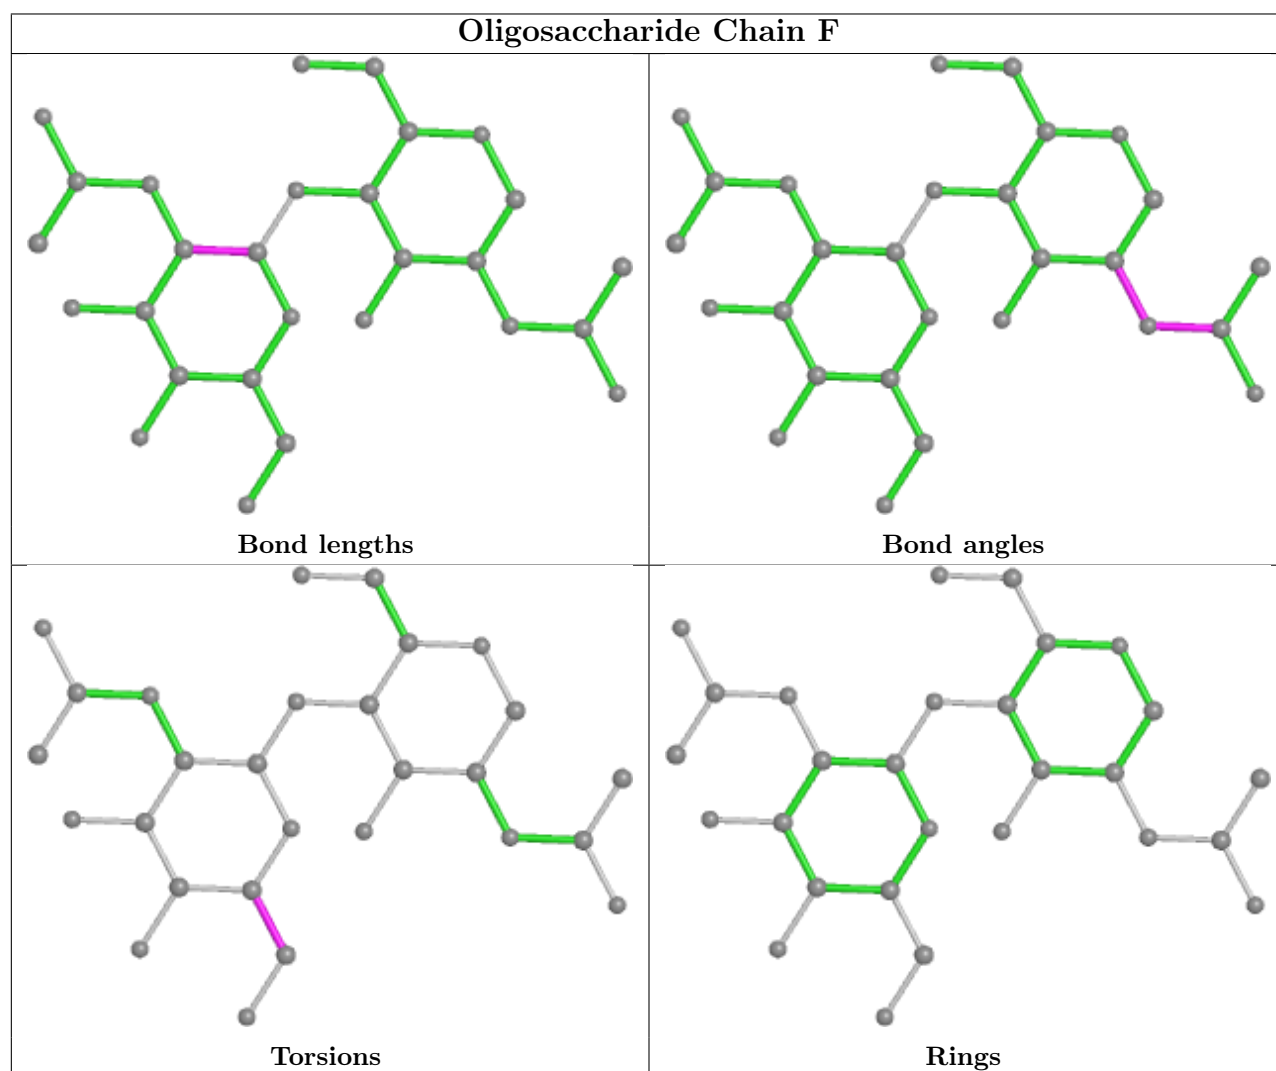 Oligosaccharide Chain F
Bond lengths
Bond angles
Torsions
Rings